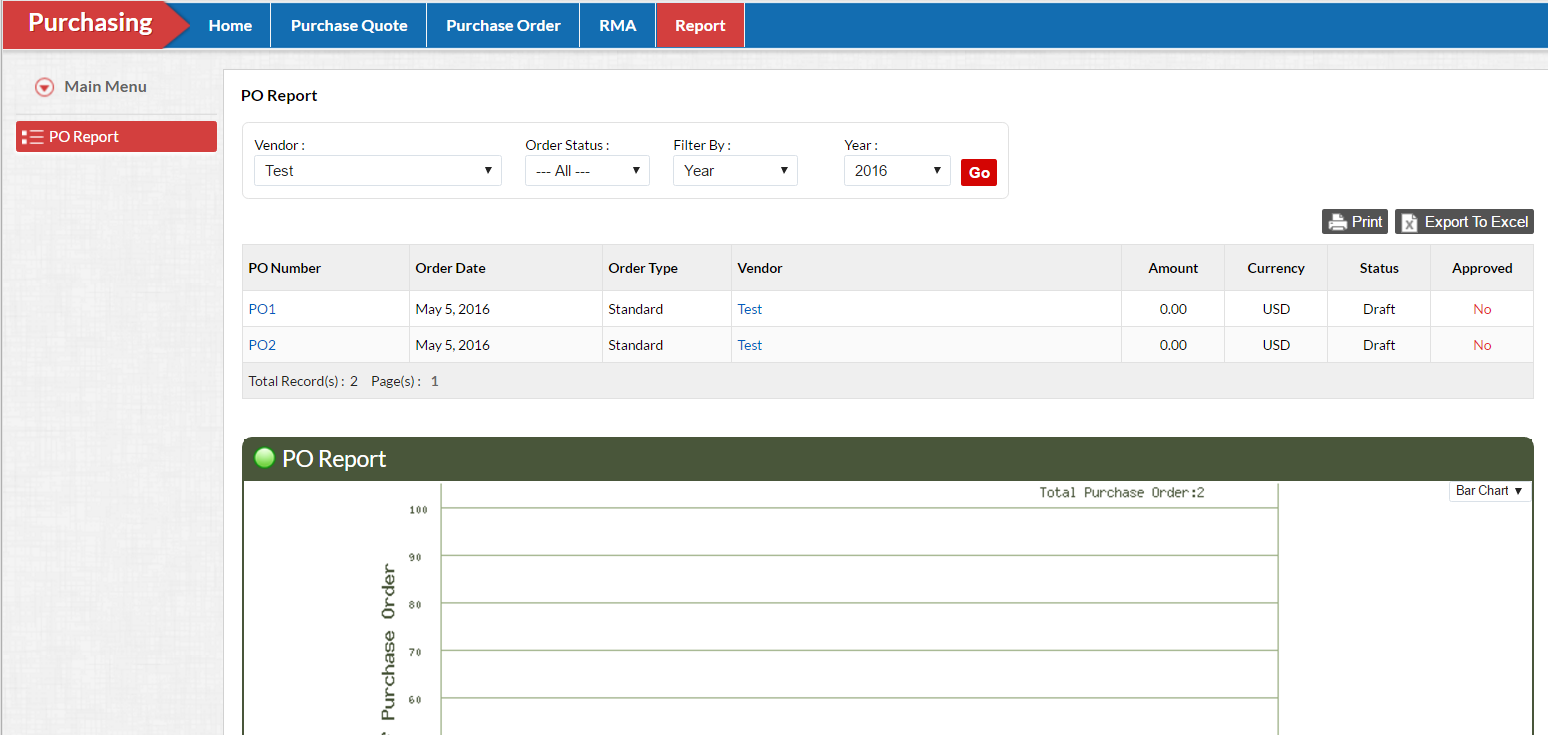 Purchasing
Home
Purchase Quote
Purchase Order
RMA
Report
Main Menu
PO Report
PO Report
Vendor :
Order Status :
Filter By :
Year :
Test
--- All ---
Year
2016
Go
Print
Export To Excel
PO Number Order Date Order Type Vendor Amount Currency Status Approved
PO1 May 5, 2016 Standard Test 0.00 USD Draft No
PO2 May 5, 2016 Standard Test 0.00 USD Draft No
Total Record(s) : 2 Page(s) : 1
PO Report
Total Purchase Order:2
Bar Chart
100
90
80
70
60
Purchase Order